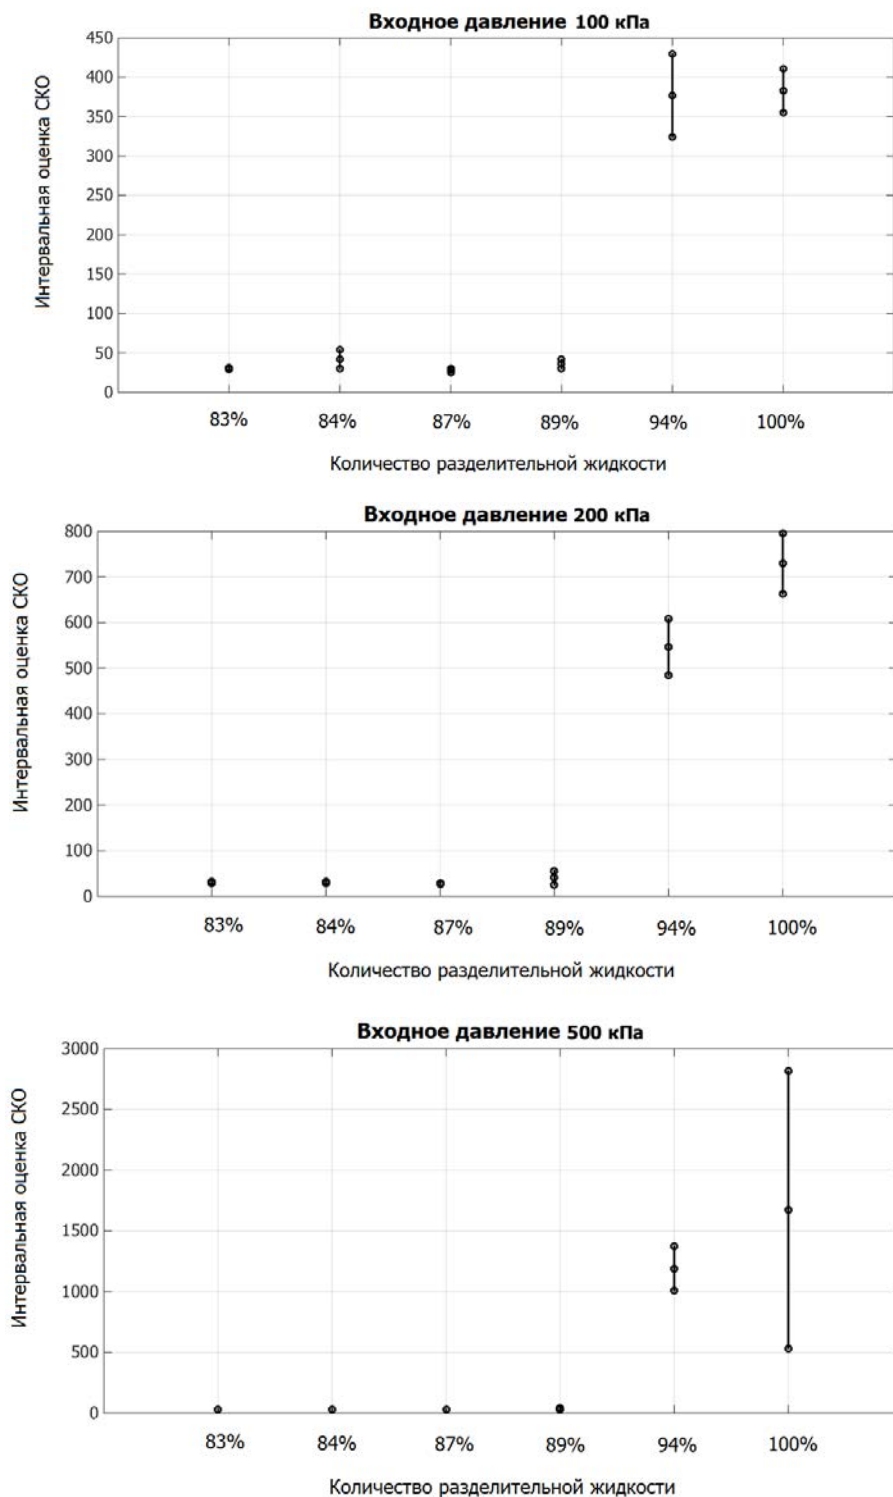 Входное давление 100 кПа
Интервальная оценка СКО
450
400
350
300
250
200
150
100
50
0
83% 84% 87% 89% 94% 100%
Количество разделительной жидкости
Входное давление 200 кПа
Интервальная оценка СКО
800
700
600
500
400
300
200
100
0
83% 84% 87% 89% 94% 100%
Количество разделительной жидкости
Входное давление 500 кПа
Интервальная оценка СКО
3000
2500
2000
1500
1000
500
0
83% 84% 87% 89% 94% 100%
Количество разделительной жидкости